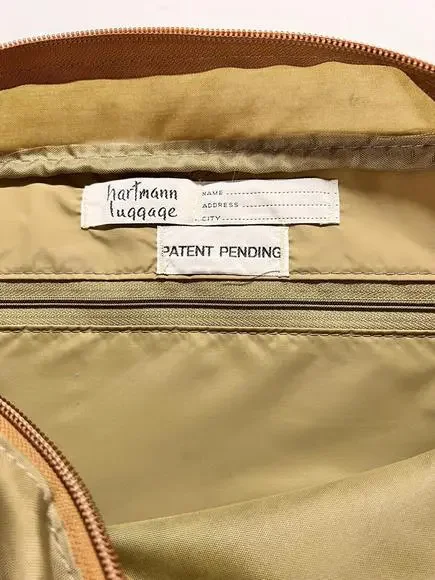 hartmann
luggage
NAME
ADDRESS
CITY
PATENT PENDING